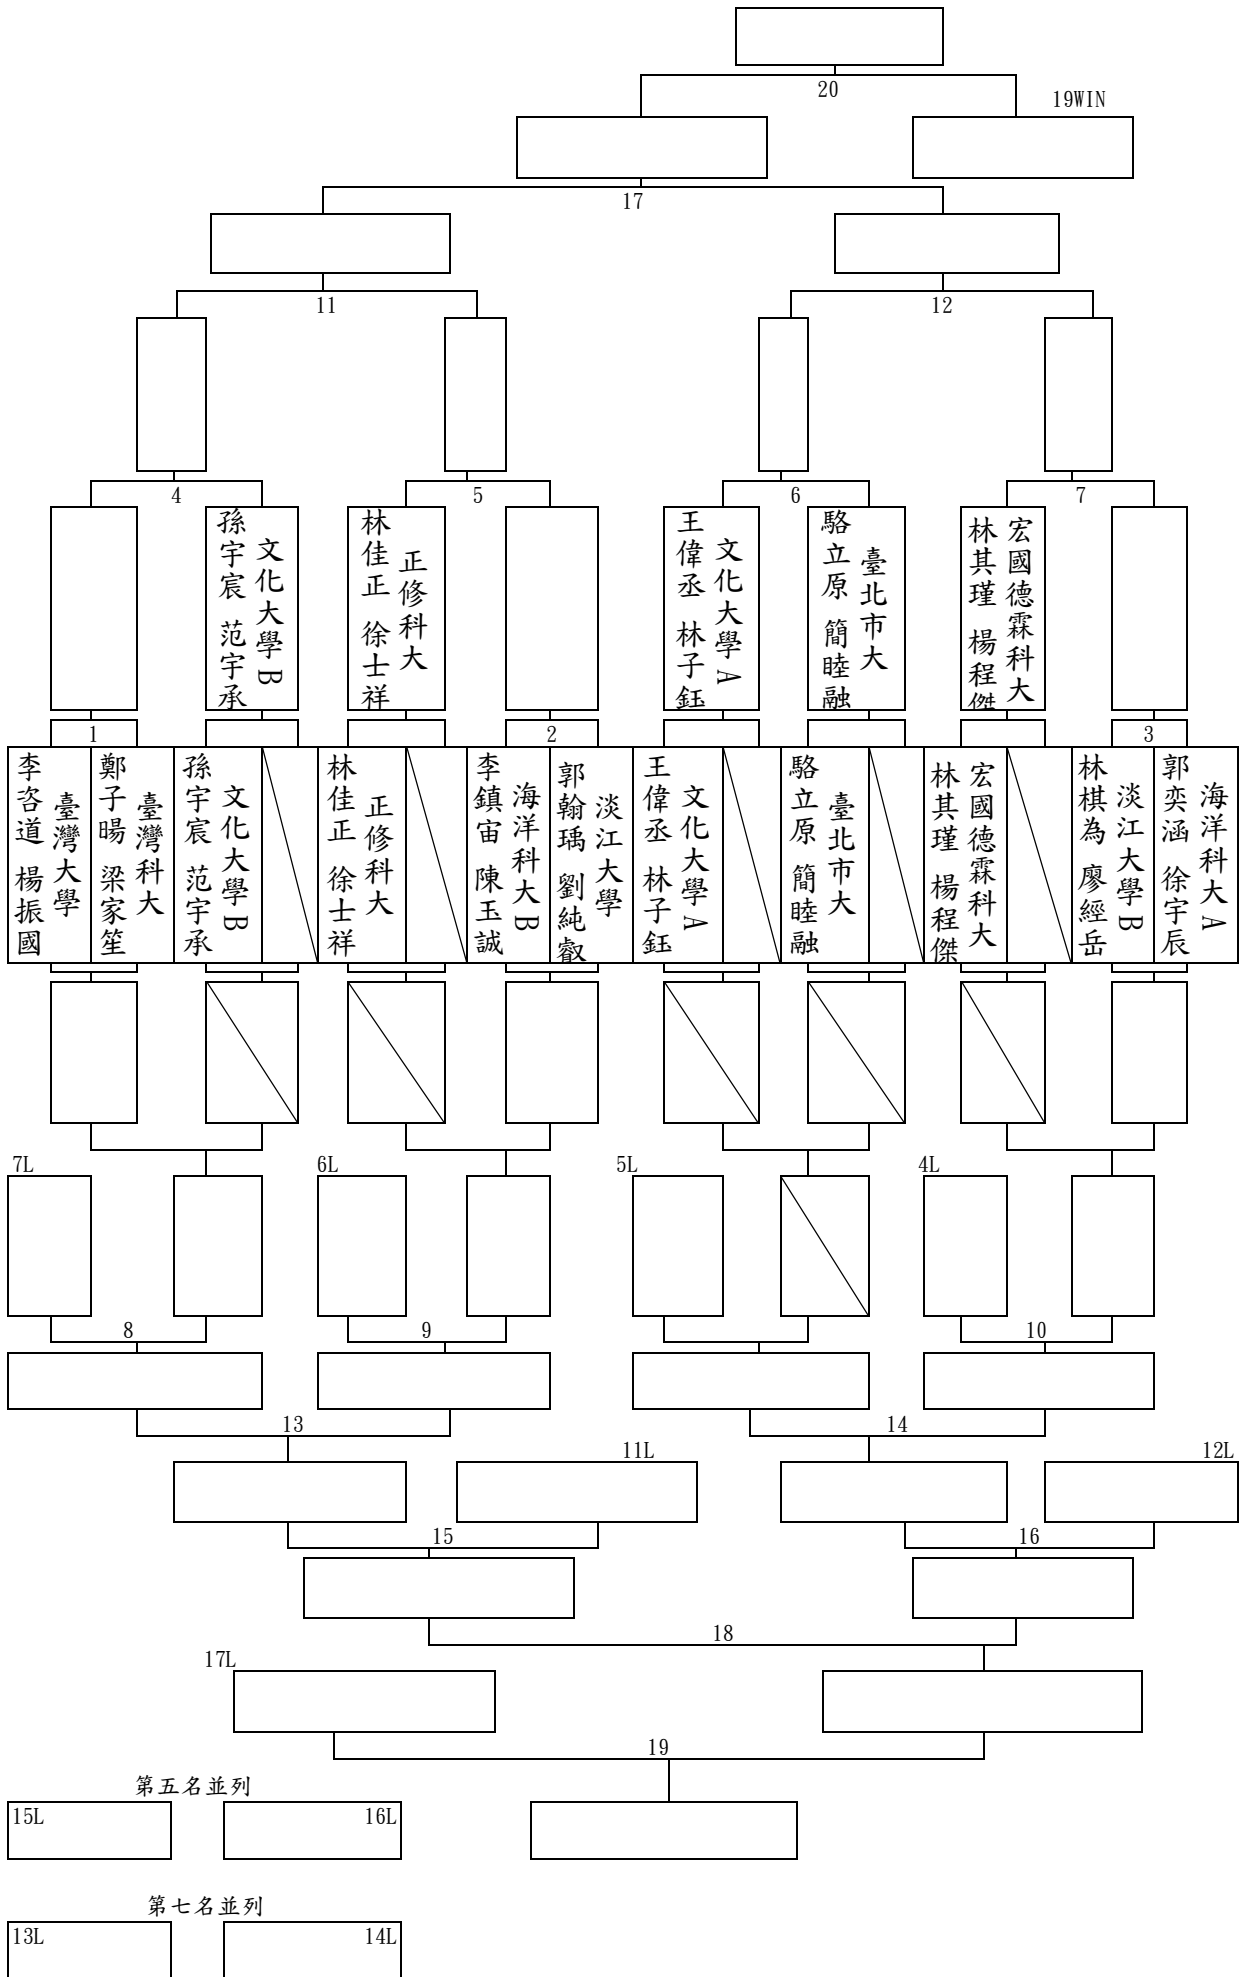 20
19WIN
17
11
12
4
5
6
7
文化大學B
孫宇宸 范宇承
正修科大
林佳正 徐士祥
文化大學A
王偉丞 林子鈺
臺北市大
駱立原 簡睦融
宏國德霖科大
林其瑾 楊程傑
1
2
3
臺灣大學
李咨道 楊振國
臺灣科大
鄭子暘 梁家笙
文化大學B
孫宇宸 范宇承
正修科大
林佳正 徐士祥
海洋科大B
李鎮宙 陳玉誠
淡江大學
郭翰瑀 劉純叡
文化大學A
王偉丞 林子鈺
臺北市大
駱立原 簡睦融
宏國德霖科大
林其瑾 楊程傑
淡江大學B
林棋為 廖經岳
海洋科大A
郭奕涵 徐宇辰
7L
6L
5L
4L
8
9
10
13
14
11L
12L
15
16
18
17L
19
第五名並列
15L
16L
第七名並列
13L
14L